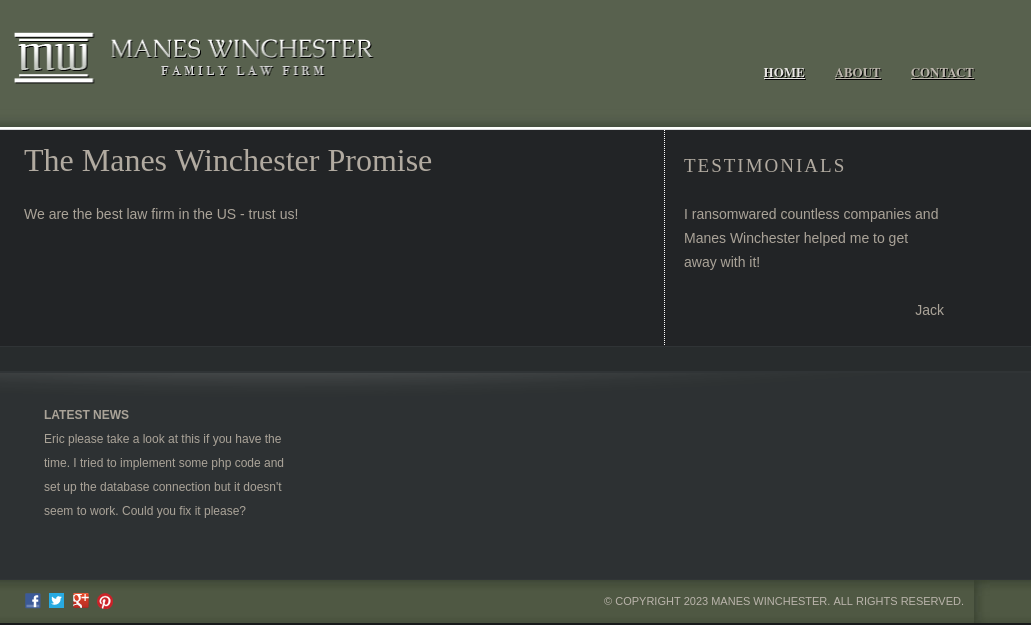 mw MANES WINCHESTER
FAMILY LAW FIRM
HOME ABOUT CONTACT
The Manes Winchester Promise
We are the best law firm in the US - trust us!
TESTIMONIALS
I ransomwared countless companies and
Manes Winchester helped me to get
away with it!
Jack
LATEST NEWS
Eric please take a look at this if you have the
time. I tried to implement some php code and
set up the database connection but it doesn't
seem to work. Could you fix it please?
© COPYRIGHT 2023 MANES WINCHESTER. ALL RIGHTS RESERVED.